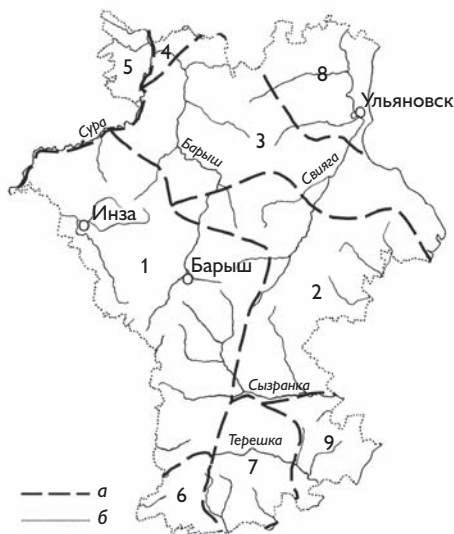 5
4
8
Ульяновск
Сура
3
Барыш
Свияга
Инза
1
Барыш
2
Сызранка
Терешка
9
7
6
а
б